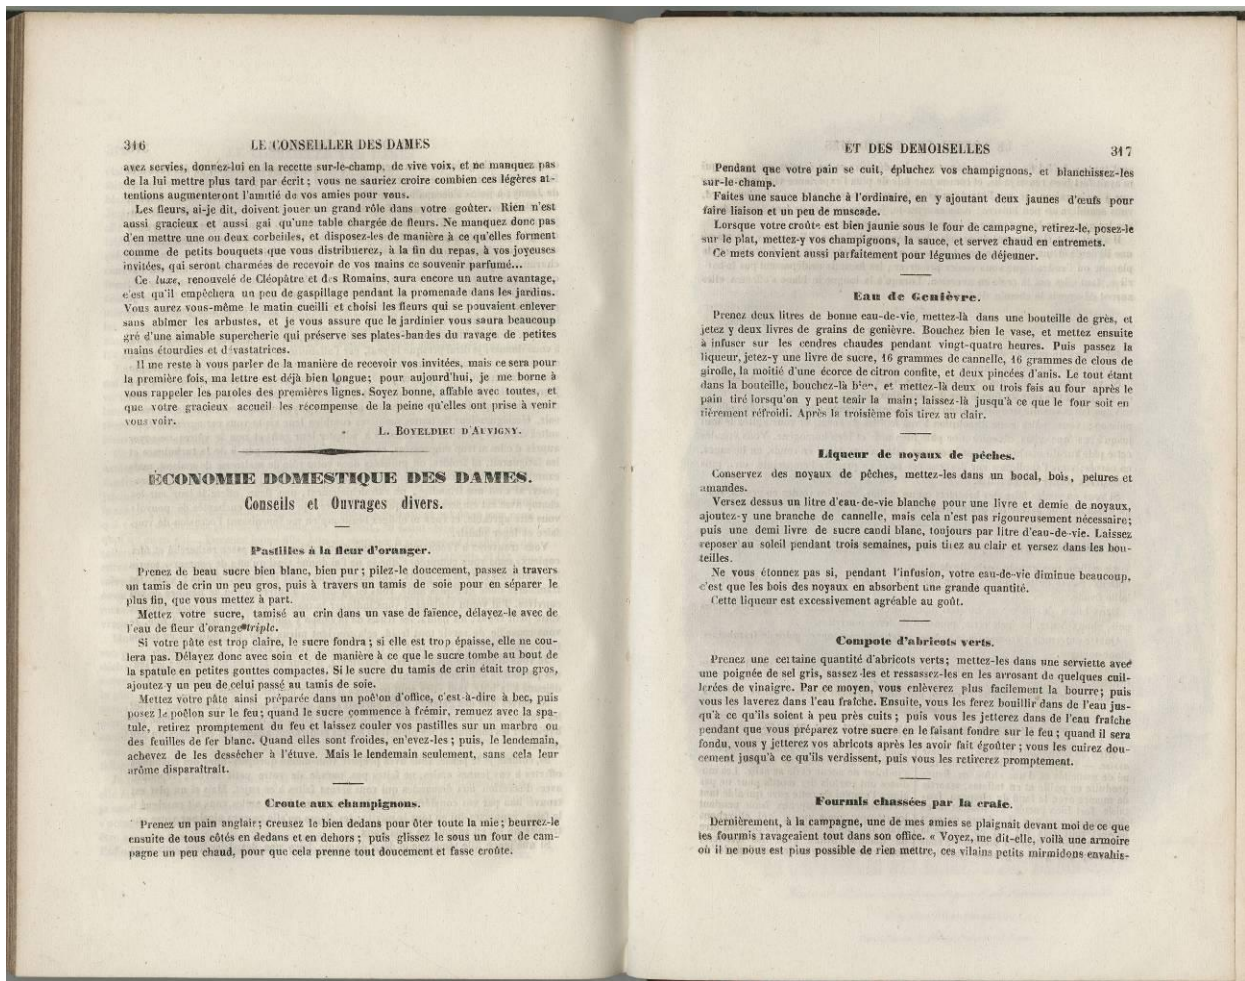 316 LE CONSEILLER DES DAMES
avez servies, donnez-lui en la recette sur-le-champ, de vive voix, et ne manquez pas
de la lui mettre plus tard par écrit ; vous ne sauriez croire combien ces légères at-
tentions augmenteront l'amitié de vos amies pour vous.
Les fleurs, ai-je dit, doivent jouer un grand rôle dans votre goûter. Rien n'est
aussi gracieux et aussi gai qu'une table chargée de fleurs. Ne manquez donc pas
d'en mettre une ou deux corbeilles, et disposez-les de manière à ce qu'elles forment
comme de petits bouquets que vous distribuerez, à la fin du repas, à vos joyeuses
invitées, qui seront charmées de recevoir de vos mains ce souvenir parfumé...
Ce luxe, renouvelé de Cléopâtre et des Romains, aura encore un autre avantage,
c'est qu'il empêchera un peu de gaspillage pendant la promenade dans les jardins.
Vous aurez vous-même le matin cueilli et choisi les fleurs qui se pouvaient enlever
sans abîmer les arbustes, et je vous assure que le jardinier vous saura beaucoup
gré d'une aimable supercherie qui préserve ses plates-bandes du ravage de petites
mains étourdies et dévastatrices.
Il me reste à vous parler de la manière de recevoir vos invitées, mais ce sera pour
la première fois, ma lettre est déjà bien longue ; pour aujourd'hui, je me borne à
vous rappeler les paroles des premières lignes. Soyez bonne, affable avec toutes, et
que votre gracieux accueil les récompense de la peine qu'elles ont prise à venir
vous voir.
L. BOYELDIEU D'AUVIGNY.
ÉCONOMIE DOMESTIQUE DES DAMES.
Conseils et Ouvrages divers.
Pastilles à la fleur d'oranger.
Prenez de beau sucre bien blanc, bien pur ; pilez-le doucement, passez à travers
un tamis de crin un peu gros, puis à travers un tamis de soie pour en séparer le
plus fin, que vous mettez à part.
Mettez votre sucre, tamisé au crin dans un vase de faïence, délayez-le avec de
l'eau de fleur d'orange triple.
Si votre pâte est trop claire, le sucre fondra ; si elle est trop épaisse, elle ne cou-
lera pas. Délayez donc avec soin et de manière à ce que le sucre tombe au bout de
la spatule en petites gouttes compactes. Si le sucre du tamis de crin était trop gros,
ajoutez-y un peu de celui passé au tamis de soie.
Mettez votre pâte ainsi préparée dans un poêlon d'office, c'est-à-dire à bec, puis
posez le poêlon sur le feu ; quand le sucre commence à frémir, remuez avec la spa-
tule, retirez promptement du feu et laissez couler vos pastilles sur un marbre ou
des feuilles de fer blanc. Quand elles sont froides, enlevez-les ; puis, le lendemain,
achevez de les dessécher à l'étuve. Mais le lendemain seulement, sans cela leur
arôme disparaîtrait.
Croute aux champignons.
Prenez un pain anglais ; creusez le bien dedans pour ôter toute la mie ; beurrez-le
ensuite de tous côtés en dedans et en dehors ; puis glissez le sous un four de cam-
pagne un peu chaud, pour que cela prenne tout doucement et fasse croûte.
ET DES DEMOISELLES 317
Pendant que votre pain se cuit, épluchez vos champignons, et blanchissez-les
sur-le-champ.
Faites une sauce blanche à l'ordinaire, en y ajoutant deux jaunes d'œufs pour
faire liaison et un peu de muscade.
Lorsque votre croûte est bien jaunie sous le four de campagne, retirez-le, posez-le
sur le plat, mettez-y vos champignons, la sauce, et servez chaud en entremets.
Ce mets convient aussi parfaitement pour légumes de déjeuner.
Eau de Genièvre.
Prenez deux litres de bonne eau-de-vie, mettez-là dans une bouteille de grès, et
jetez y deux livres de grains de genièvre. Bouchez bien le vase, et mettez ensuite
à infuser sur les cendres chaudes pendant vingt-quatre heures. Puis passez la
liqueur, jetez-y une livre de sucre, 16 grammes de cannelle, 16 grammes de clous de
girofle, la moitié d'une écorce de citron confite, et deux pincées d'anis. Le tout étant
dans la bouteille, bouchez-là bien, et mettez-là deux ou trois fois au four après le
pain tiré lorsqu'on y peut tenir la main ; laissez-là jusqu'à ce que le four soit en
tièrement réfroidi. Après la troisième fois tirez au clair.
Liqueur de noyaux de pêches.
Conservez des noyaux de pêches, mettez-les dans un bocal, bois, pelures et
amandes.
Versez dessus un litre d'eau-de-vie blanche pour une livre et demie de noyaux,
ajoutez-y une branche de cannelle, mais cela n'est pas rigoureusement nécessaire ;
puis une demi livre de sucre candi blanc, toujours par litre d'eau-de-vie. Laissez
reposer au soleil pendant trois semaines, puis tirez au clair et versez dans les bou-
teilles.
Ne vous étonnez pas si, pendant l'infusion, votre eau-de-vie diminue beaucoup,
c'est que les bois des noyaux en absorbent une grande quantité.
Cette liqueur est excessivement agréable au goût.
Compote d'abricots verts.
Prenez une certaine quantité d'abricots verts ; mettez-les dans une serviette avec
une poignée de sel gris, sassez-les et ressassez-les en les arrosant de quelques cuil-
lerées de vinaigre. Par ce moyen, vous enlèverez plus facilement la bourre ; puis
vous les laverez dans l'eau fraîche. Ensuite, vous les ferez bouillir dans de l'eau jus-
qu'à ce qu'ils soient à peu près cuits ; puis vous les jetterez dans de l'eau fraîche
pendant que vous préparez votre sucre en le faisant fondre sur le feu ; quand il sera
fondu, vous y jetterez vos abricots après les avoir fait égoûter ; vous les cuirez dou-
cement jusqu'à ce qu'ils verdissent, puis vous les retirerez promptement.
Fourmis chassées par la craie.
Dernièrement, à la campagne, une de mes amies se plaignait devant moi de ce que
les fourmis ravageaient tout dans son office. « Voyez, me dit-elle, voilà une armoire
où il ne nous est plus possible de rien mettre, ces vilains petits mirmidons envahis-